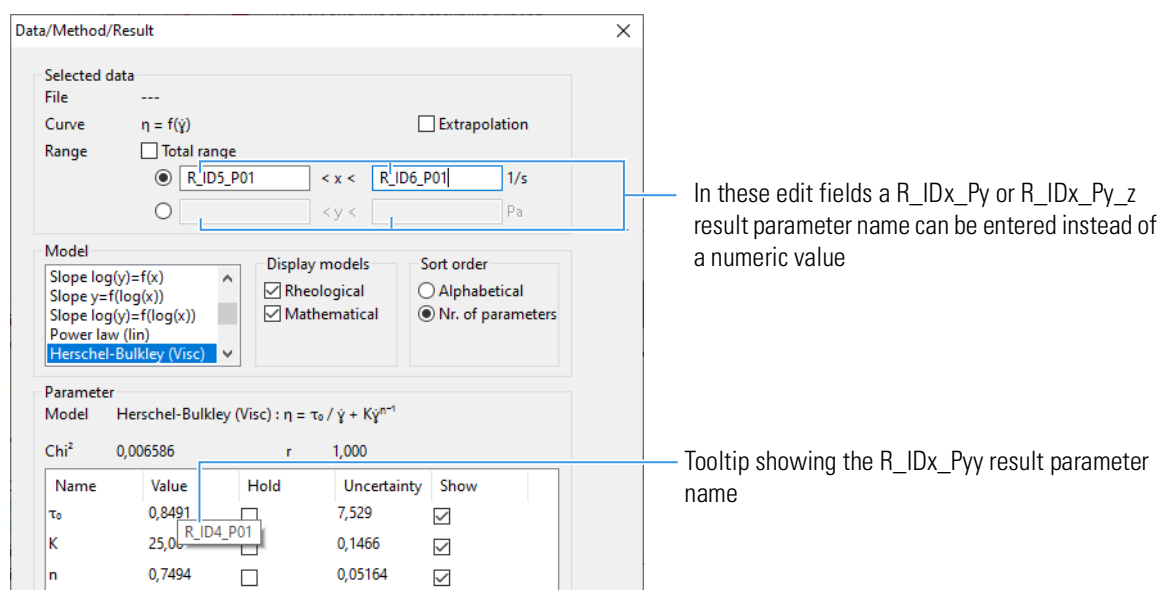 Data/Method/Result
Selected data
File ---
Curve η = f(γ̇) Extrapolation
Range Total range
R_ID5_P01 < x < R_ID6_P01 1/s
< y < Pa
In these edit fields a R_IDx_Py or R_IDx_Py_z
result parameter name can be entered instead of
a numeric value
Model
Slope log(y)=f(x)
Slope y=f(log(x))
Slope log(y)=f(log(x))
Power law (lin)
Herschel-Bulkley (Visc)
Display models
Rheological
Mathematical
Sort order
Alphabetical
Nr. of parameters
Parameter
Model Herschel-Bulkley (Visc) : η = τ₀ / γ̇ + Kγ̇ⁿ⁻¹
Chi² 0,006586 r 1,000
Name Value Hold Uncertainty Show
τ₀ 0,8491 7,529
R_ID4_P01
K 0,1466
n 0,7494 0,05164
Tooltip showing the R_IDx_Pyy result parameter
name